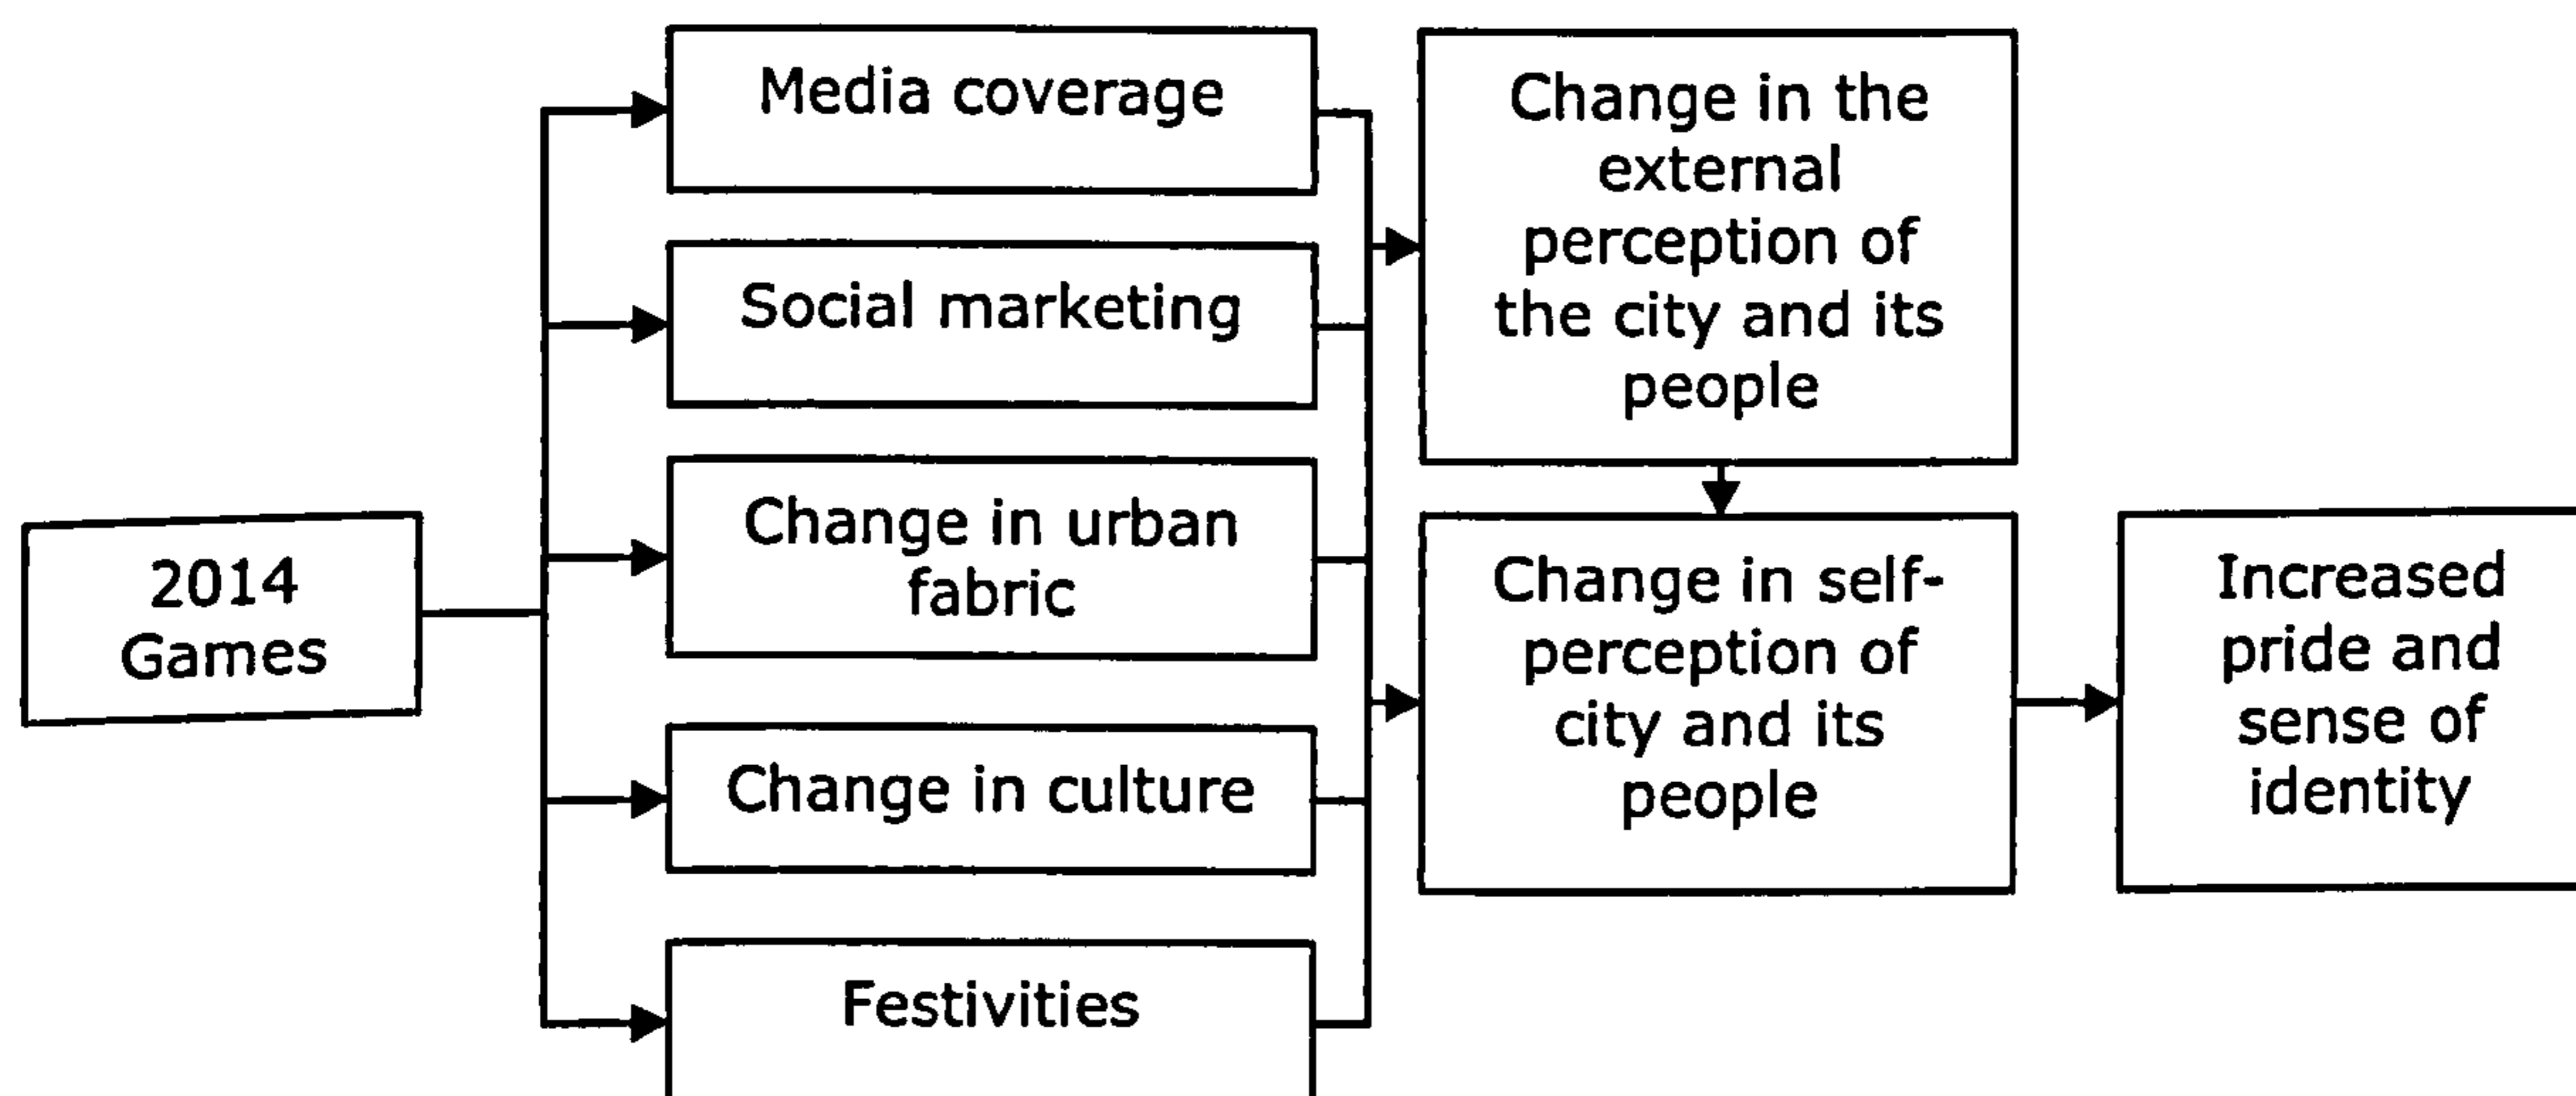 2014
Games
Media coverage
Social marketing
Change in urban
fabric
Change in culture
Festivities
Change in the
external
perception of
the city and its
people
Change in self-
perception of
city and its
people
Increased
pride and
sense of
identity